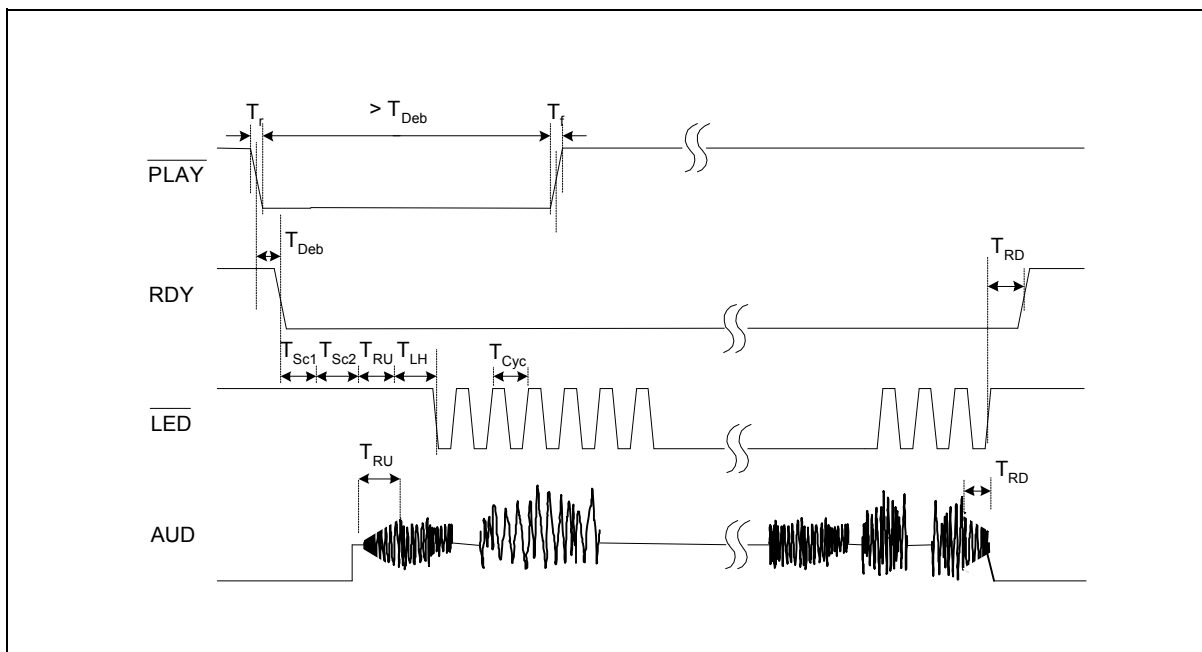 Tr > TDeb Tf
PLAY
TDeb
TRD
RDY
TSc1 TSc2 TRU TLH TCyc
LED
TRU
TRD
AUD